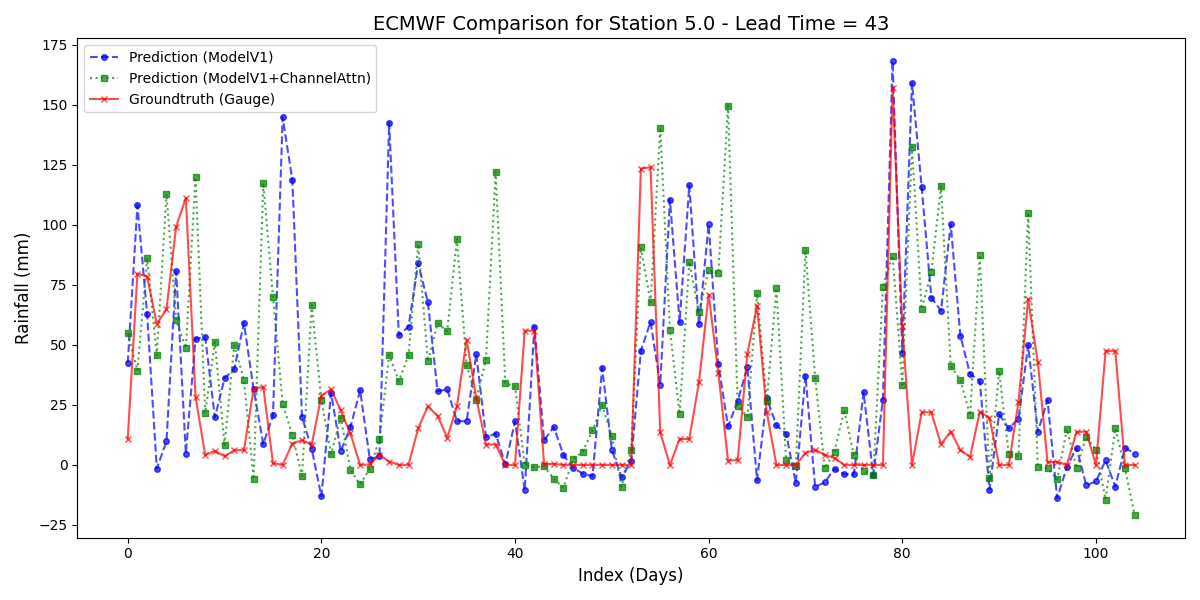 ECMWF Comparison for Station 5.0 - Lead Time = 43
Prediction (ModelV1)
Prediction (ModelV1+ChannelAttn)
Groundtruth (Gauge)
Rainfall (mm)
175
150
125
100
75
50
25
0
−25
0 20 40 60 80 100
Index (Days)